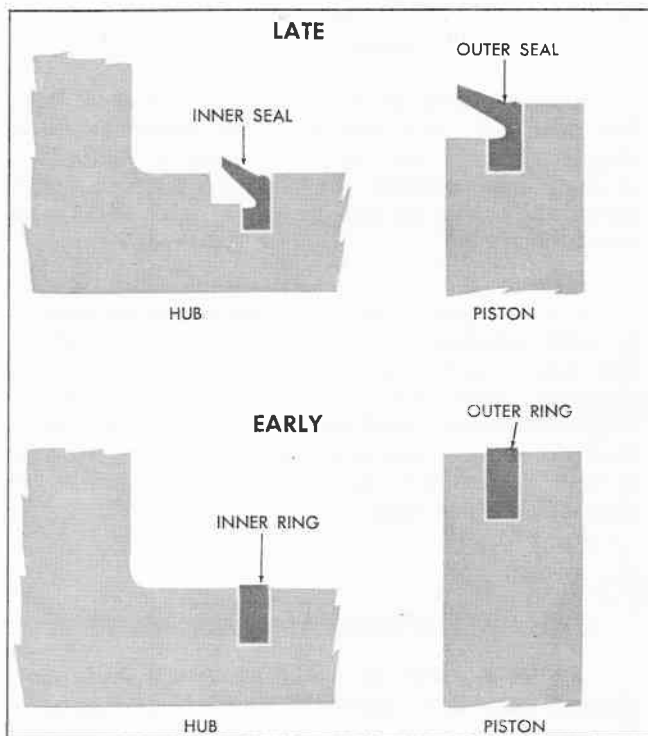 LATE
OUTER SEAL
INNER SEAL
HUB
PISTON
EARLY
OUTER RING
INNER RING
HUB
PISTON